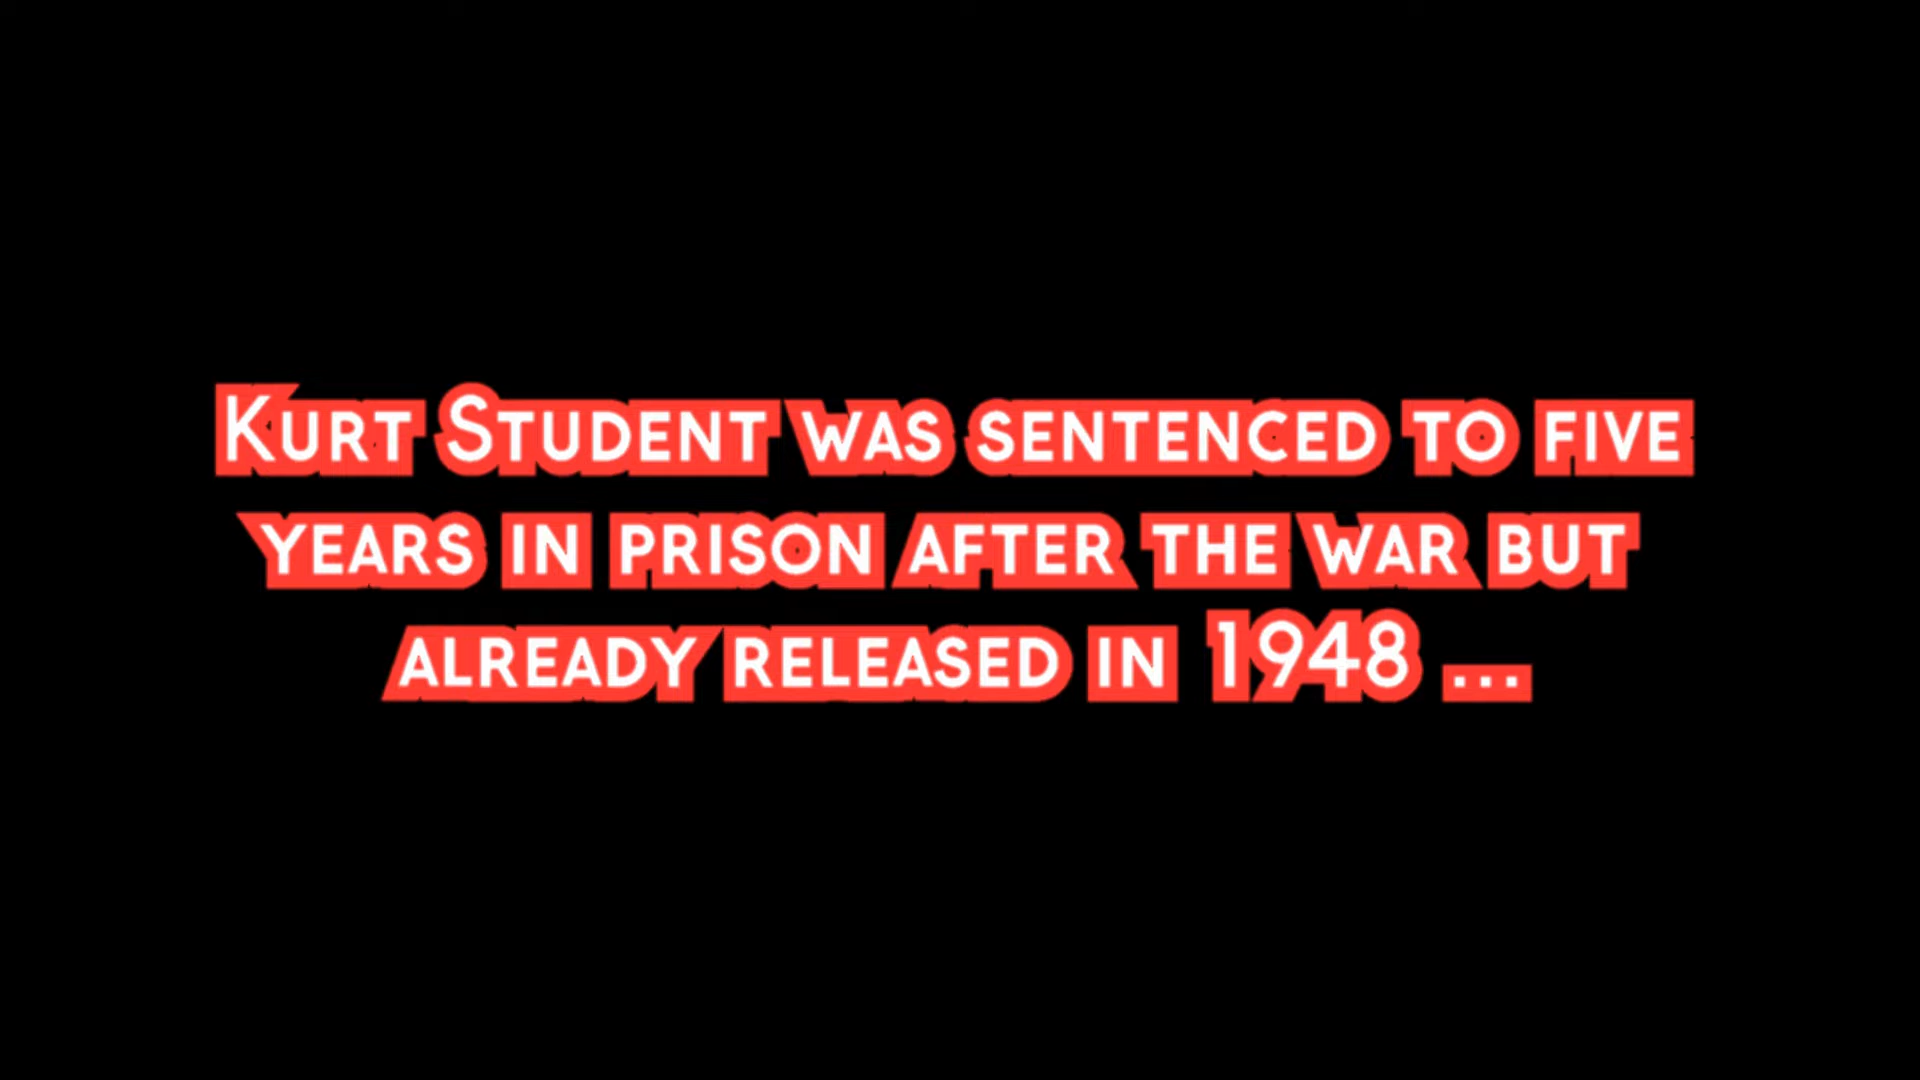 Kurt Student was sentenced to five
years in prison after the war but
already released in 1948 ...